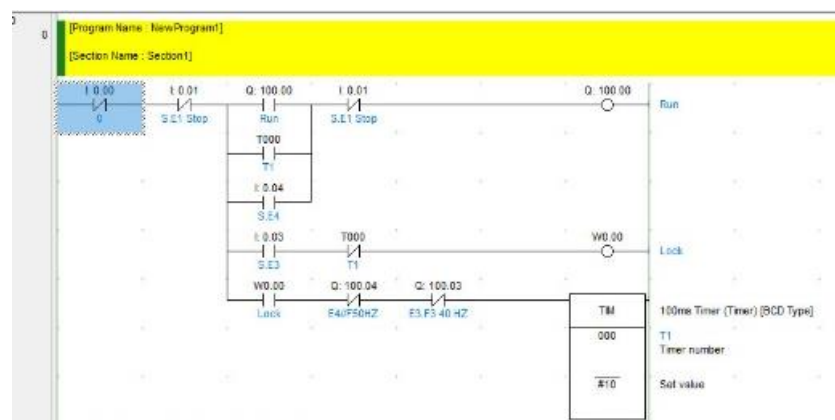 0
[Program Name : NewProgram1]
[Section Name : Section1]
I: 0.00
I: 0.01
Q: 100.00
I: 0.01
Q: 100.00
0
S.E1 Stop
Run
S.E1 Stop
Run
T000
T1
I: 0.04
S.E4
I: 0.03
T000
W0.00
S.E3
T1
Lock
W0.00
Q: 100.04
Q: 100.03
Lock
E4//F50HZ
E3.F3 40 HZ
TIM
100ms Timer (Timer) [BCD Type]
000
T1
Timer number
#10
Set value